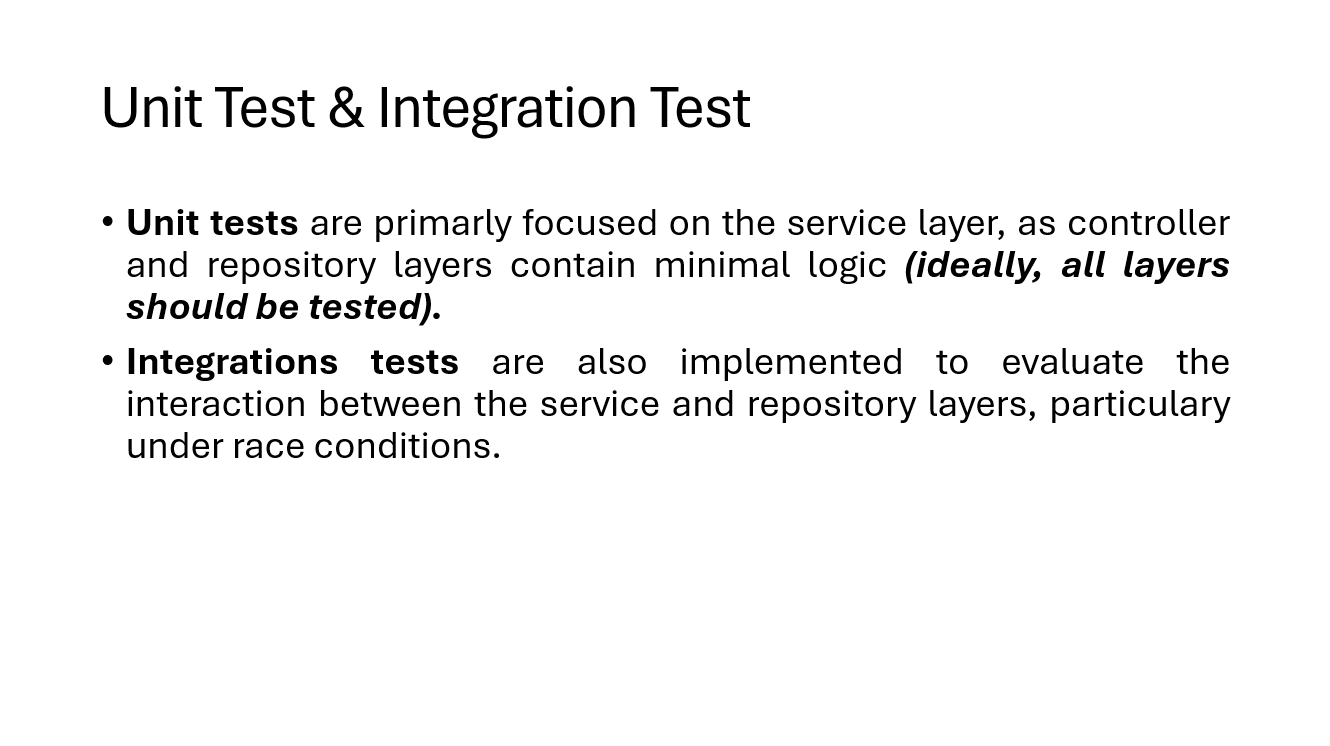 Unit Test & Integration Test
• Unit tests are primarly focused on the service layer, as controller
and repository layers contain minimal logic (ideally, all layers
should be tested).
• Integrations tests are also implemented to evaluate the
interaction between the service and repository layers, particulary
under race conditions.